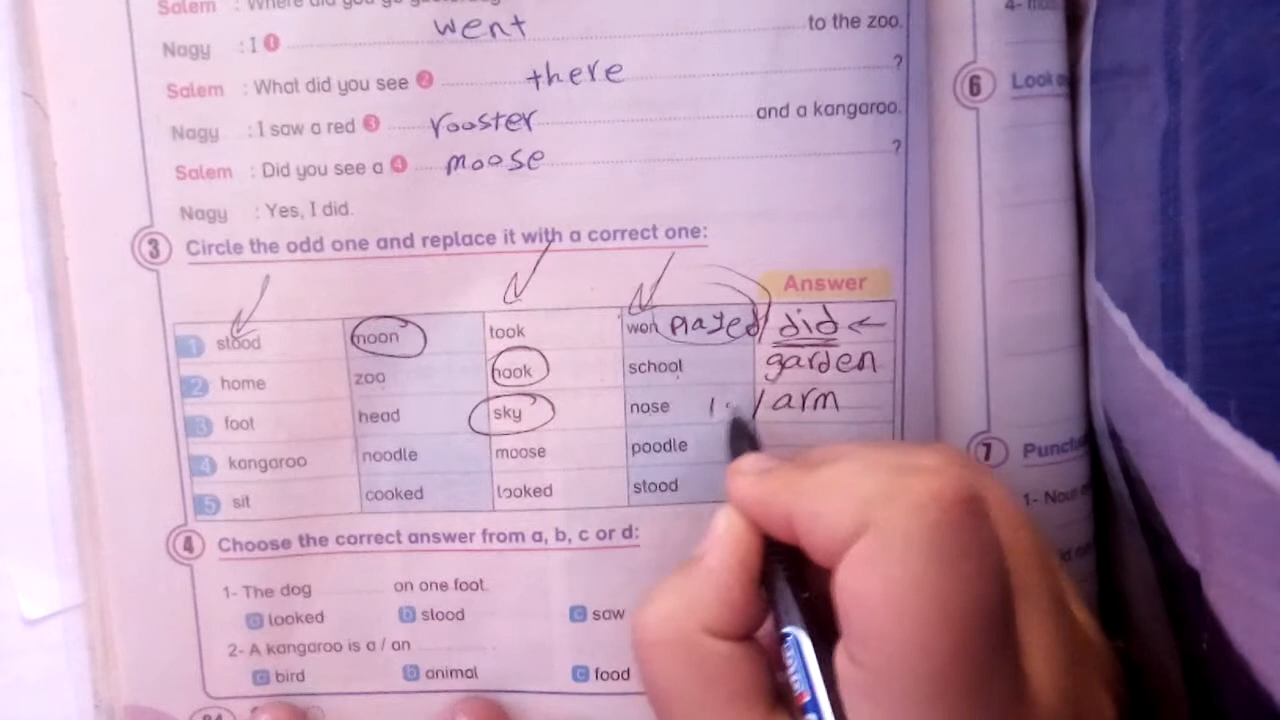 Salem : Where did you go
Nagy : I 1 went to the zoo.
Salem : What did you see 2 there ?
Nagy : I saw a red 3 rooster and a kangaroo.
Salem : Did you see a 4 moose ?
Nagy : Yes, I did.
3 Circle the odd one and replace it with a correct one:
Answer
1 stood noon took won played / did ←
2 home zoo hook school garden
3 foot head sky nose / arm
4 kangaroo noodle moose poodle
5 sit cooked looked stood
4 Choose the correct answer from a, b, c or d:
1- The dog on one foot.
a looked b stood c saw
2- A kangaroo is a / an
a bird b animal c food
6 Look
7
1-